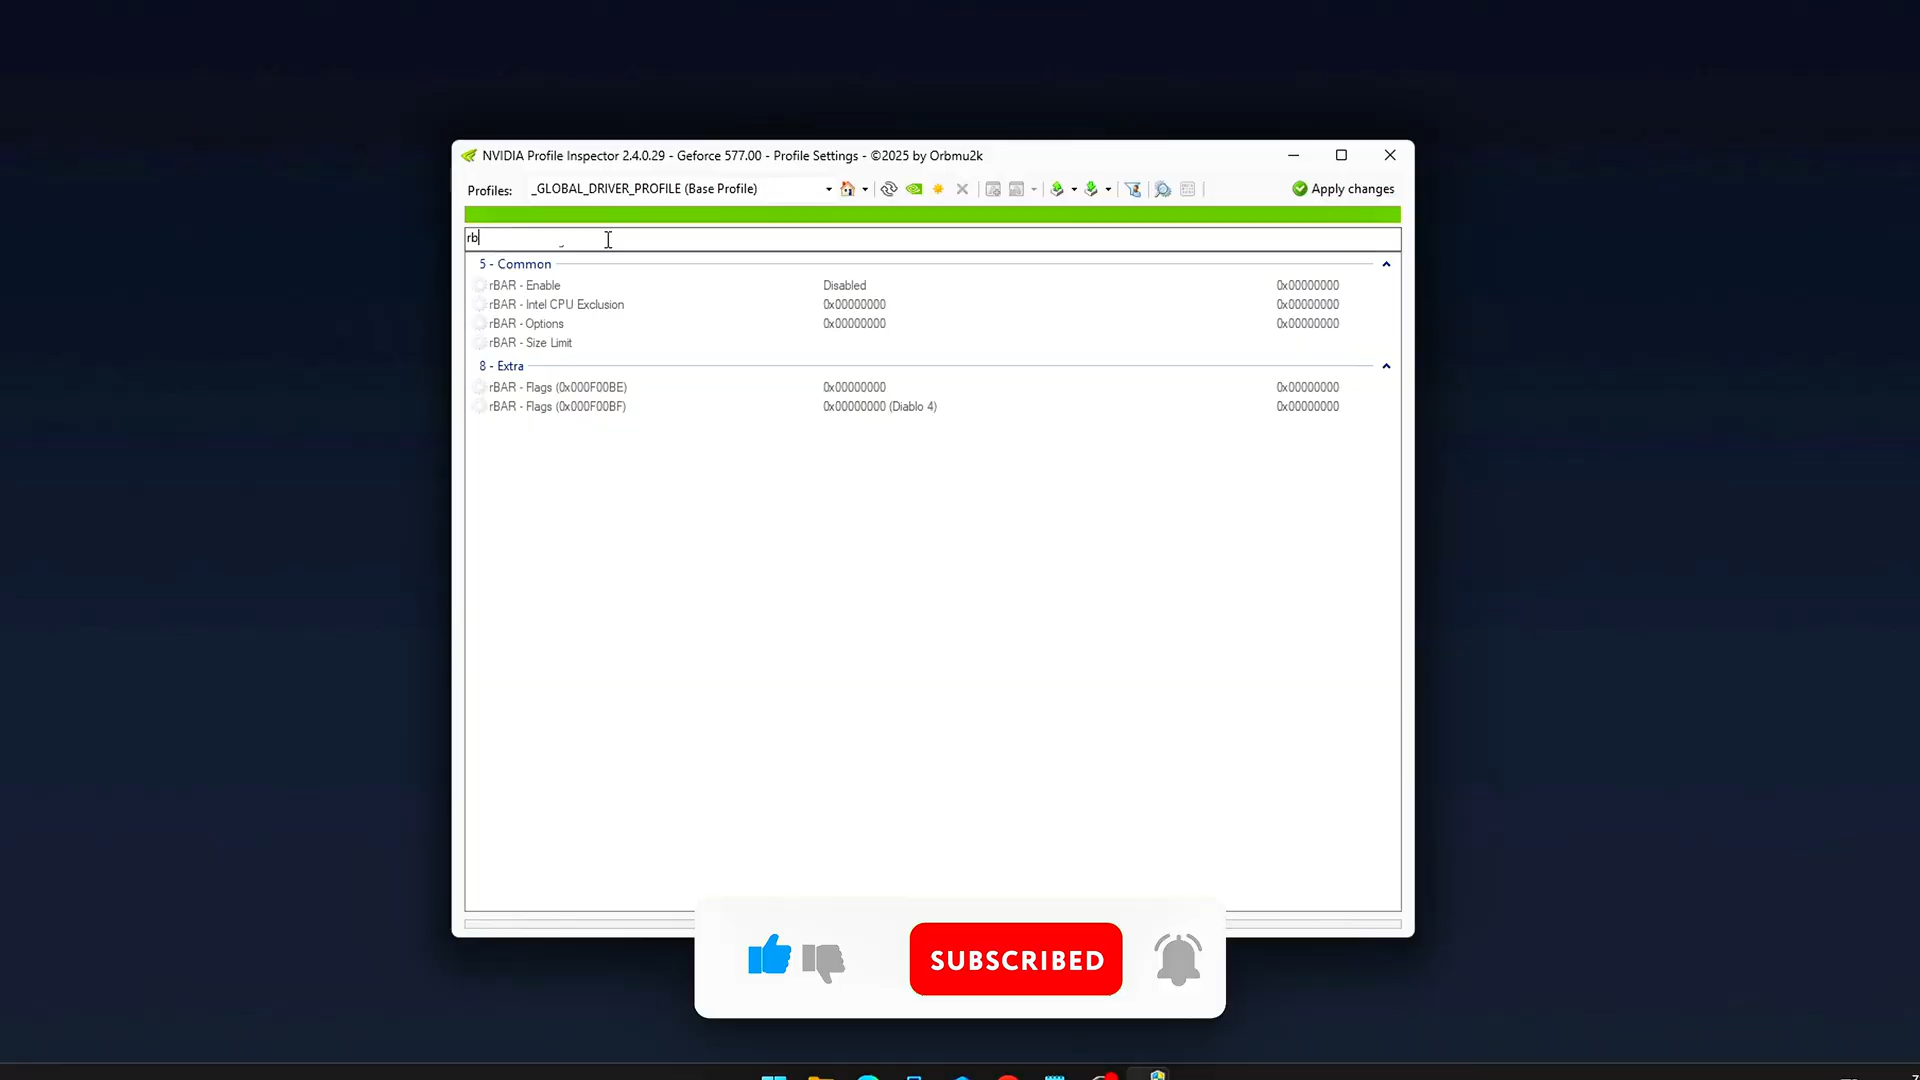 NVIDIA Profile Inspector 2.4.0.29 - Geforce 577.00 - Profile Settings - ©2025 by Orbmu2k
Profiles: _GLOBAL_DRIVER_PROFILE (Base Profile) Apply changes
rb
5 - Common
rBAR - Enable Disabled 0x00000000
rBAR - Intel CPU Exclusion 0x00000000 0x00000000
rBAR - Options 0x00000000 0x00000000
rBAR - Size Limit
8 - Extra
rBAR - Flags (0x000F00BE) 0x00000000 0x00000000
rBAR - Flags (0x000F00BF) 0x00000000 (Diablo 4) 0x00000000
SUBSCRIBED